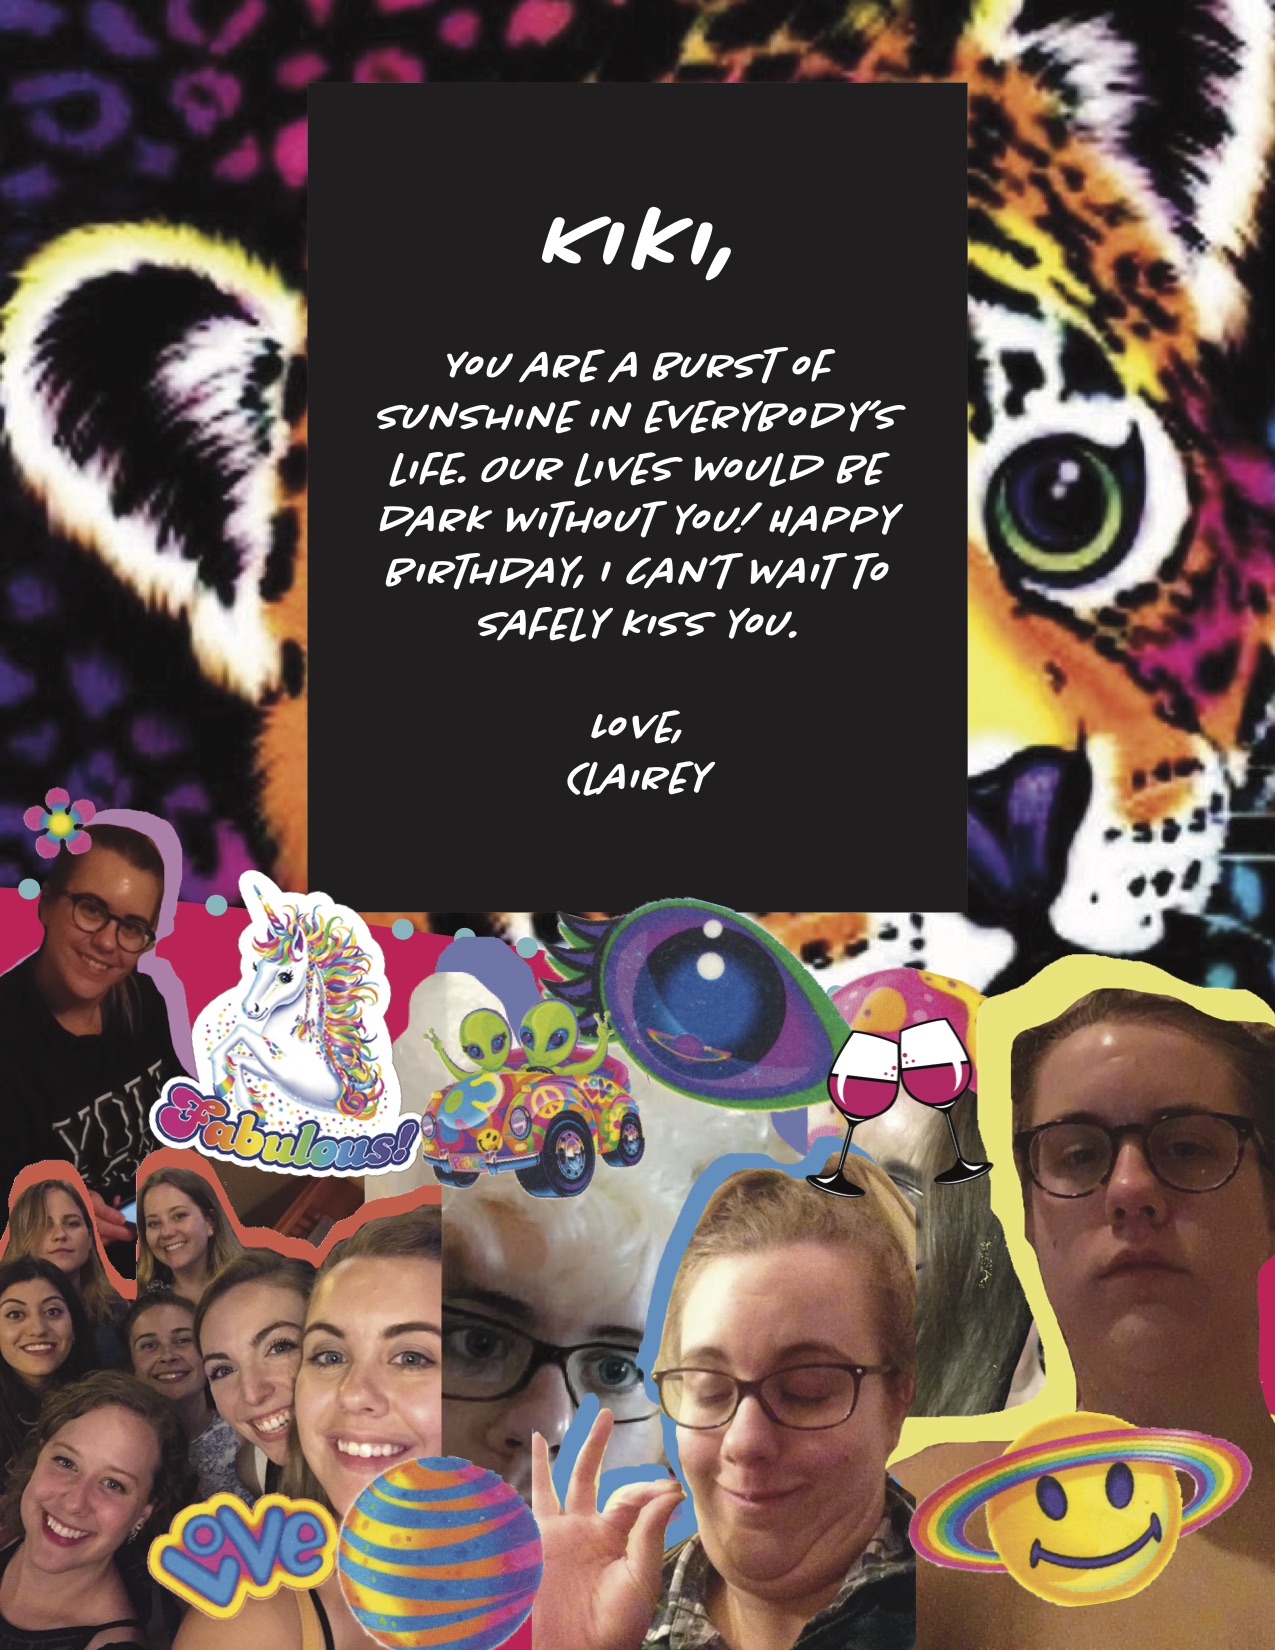 KIKI,
YOU ARE A BURST OF
SUNSHINE IN EVERYBODY'S
LIFE. OUR LIVES WOULD BE
DARK WITHOUT YOU! HAPPY
BIRTHDAY, I CAN'T WAIT TO
SAFELY KISS YOU.
LOVE,
CLAIREY
Fabulous!
LOVE